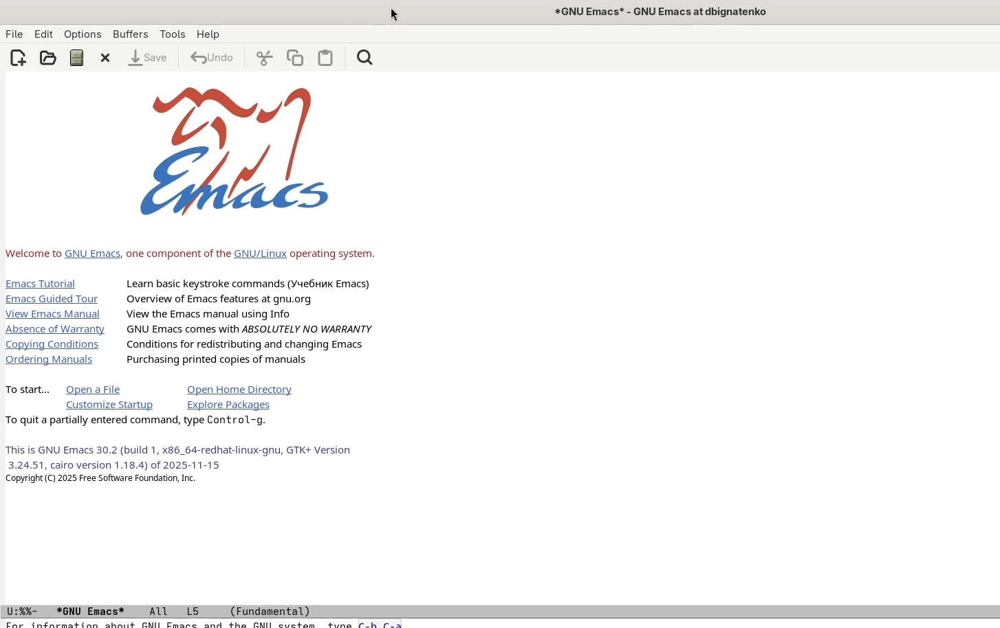 *GNU Emacs* - GNU Emacs at dbignatenko
File Edit Options Buffers Tools Help
Save Undo
Emacs
Welcome to GNU Emacs, one component of the GNU/Linux operating system.
Emacs Tutorial Learn basic keystroke commands (Учебник Emacs)
Emacs Guided Tour Overview of Emacs features at gnu.org
View Emacs Manual View the Emacs manual using Info
Absence of Warranty GNU Emacs comes with ABSOLUTELY NO WARRANTY
Copying Conditions Conditions for redistributing and changing Emacs
Ordering Manuals Purchasing printed copies of manuals
To start... Open a File Open Home Directory
Customize Startup Explore Packages
To quit a partially entered command, type Control-g.
This is GNU Emacs 30.2 (build 1, x86_64-redhat-linux-gnu, GTK+ Version
3.24.51, cairo version 1.18.4) of 2025-11-15
Copyright (C) 2025 Free Software Foundation, Inc.
U:%%- *GNU Emacs* All L5 (Fundamental)
For information about GNU Emacs and the GNU system, type C-h C-a